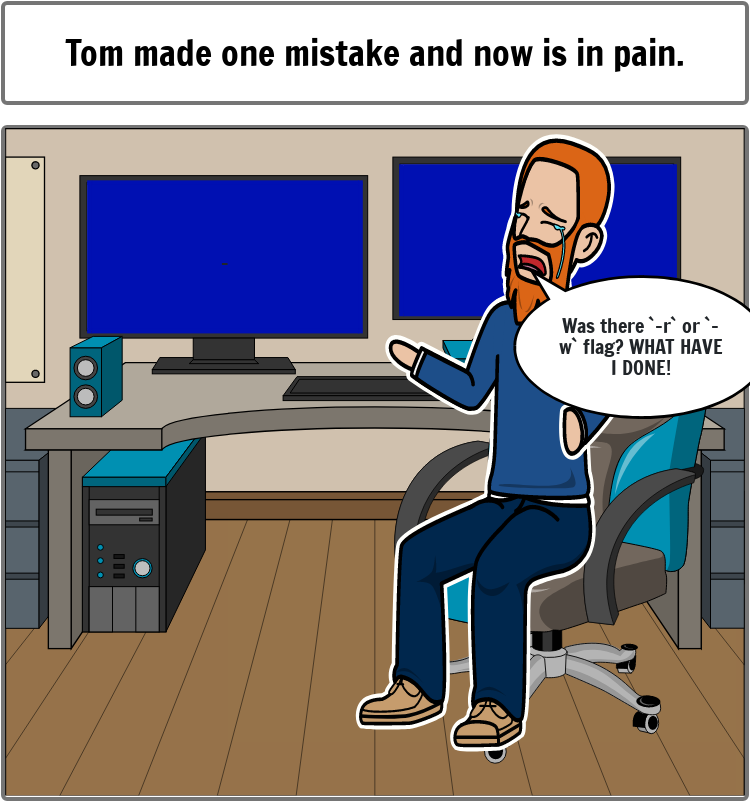 Tom made one mistake and now is in pain.
Was there `-r` or `-
w` flag? WHAT HAVE
I DONE!